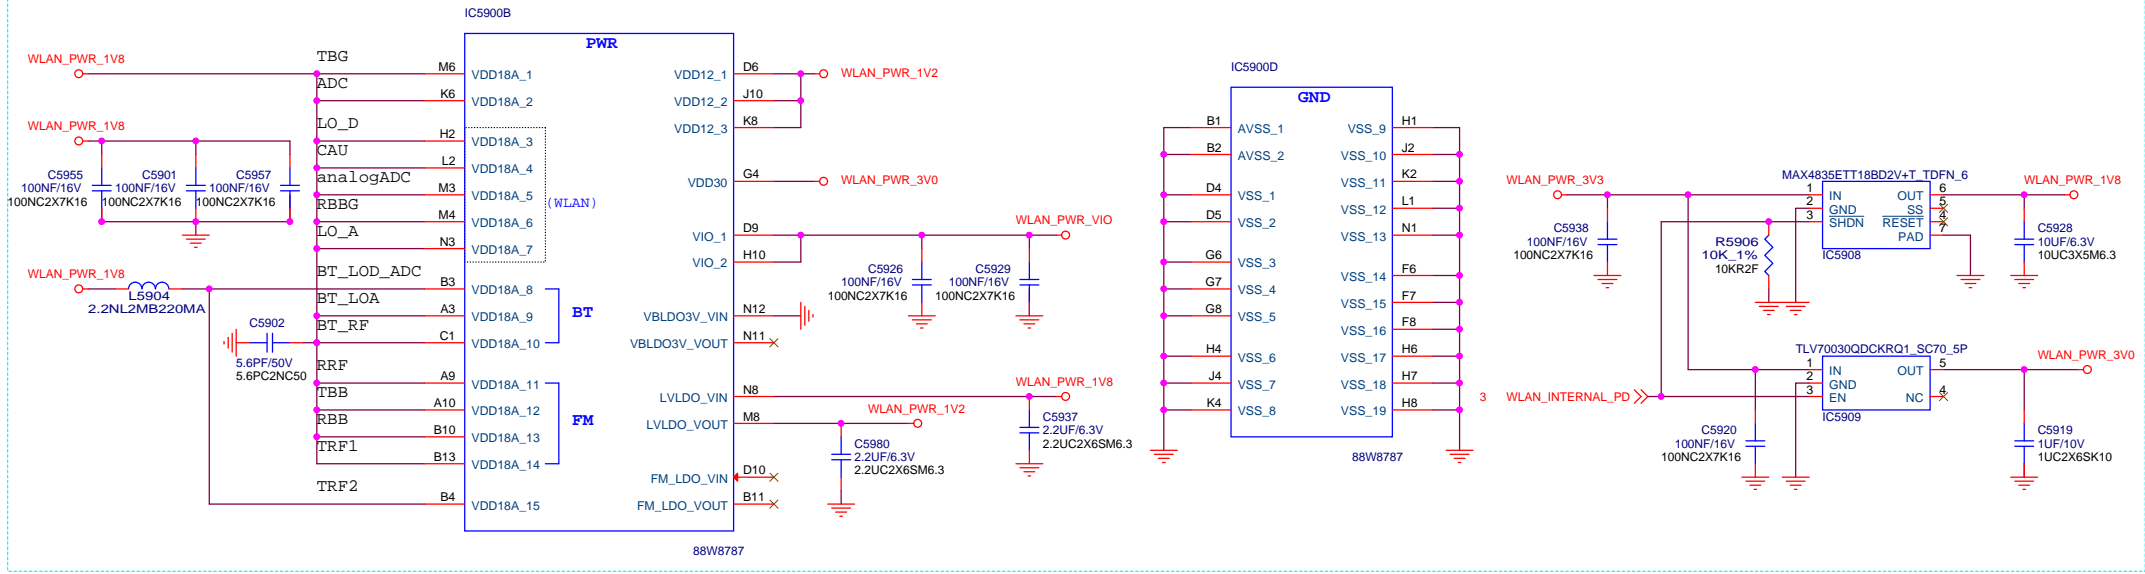 IC5900B
PWR
WLAN_PWR_1V8
TBG
M6 VDD18A_1
ADC
K6 VDD18A_2
WLAN_PWR_1V8
LO_D
H2 VDD18A_3
CAU
L2 VDD18A_4
analogADC
M3 VDD18A_5
RBBG
M4 VDD18A_6
LO_A
N3 VDD18A_7
(WLAN)
C5955
100NF/16V
100NC2X7K16
C5901
100NF/16V
100NC2X7K16
C5957
100NF/16V
100NC2X7K16
WLAN_PWR_1V8
L5904
2.2NL2MB220MA
BT_LOD_ADC
B3 VDD18A_8
BT_LOA
A3 VDD18A_9
BT_RF
C1 VDD18A_10
BT
C5902
5.6PF/50V
5.6PC2NC50
RRF
A9 VDD18A_11
TBB
A10 VDD18A_12
RBB
B10 VDD18A_13
TRF1
B13 VDD18A_14
FM
TRF2
B4 VDD18A_15
VDD12_1 D6
WLAN_PWR_1V2
VDD12_2 J10
VDD12_3 K8
VDD30 G4
WLAN_PWR_3V0
VIO_1 D9
WLAN_PWR_VIO
VIO_2 H10
C5926
100NF/16V
100NC2X7K16
C5929
100NF/16V
100NC2X7K16
VBLDO3V_VIN N12
VBLDO3V_VOUT N11
LVLDO_VIN N8
WLAN_PWR_1V8
LVLDO_VOUT M8
WLAN_PWR_1V2
C5937
2.2UF/6.3V
2.2UC2X6SM6.3
C5980
2.2UF/6.3V
2.2UC2X6SM6.3
FM_LDO_VIN D10
FM_LDO_VOUT B11
88W8787
IC5900D
GND
B1 AVSS_1
B2 AVSS_2
D4 VSS_1
D5 VSS_2
G6 VSS_3
G7 VSS_4
G8 VSS_5
H4 VSS_6
J4 VSS_7
K4 VSS_8
VSS_9 H1
VSS_10 J2
VSS_11 K2
VSS_12 L1
VSS_13 N1
VSS_14 F6
VSS_15 F7
VSS_16 F8
VSS_17 H6
VSS_18 H7
VSS_19 H8
88W8787
WLAN_PWR_3V3
C5938
100NF/16V
100NC2X7K16
MAX4835ETT18BD2V+T_TDFN_6
1 IN OUT 6
2 GND SS 5
3 SHDN RESET 4
PAD 7
IC5908
WLAN_PWR_1V8
C5928
10UF/6.3V
10UC3X5M6.3
R5906
10K_1%
10KR2F
3 WLAN_INTERNAL_PD
TLV70030QDCKRQ1_SC70_5P
1 IN OUT 5
2 GND
3 EN NC 4
IC5909
WLAN_PWR_3V0
C5920
100NF/16V
100NC2X7K16
C5919
1UF/10V
1UC2X6SK10